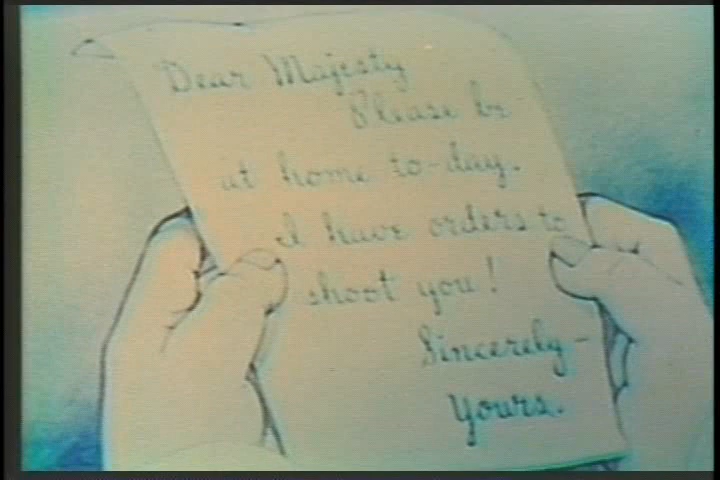 Dear Majesty
Please be
at home to-day.
I have orders to
shoot you!
Sincerely-
Yours.